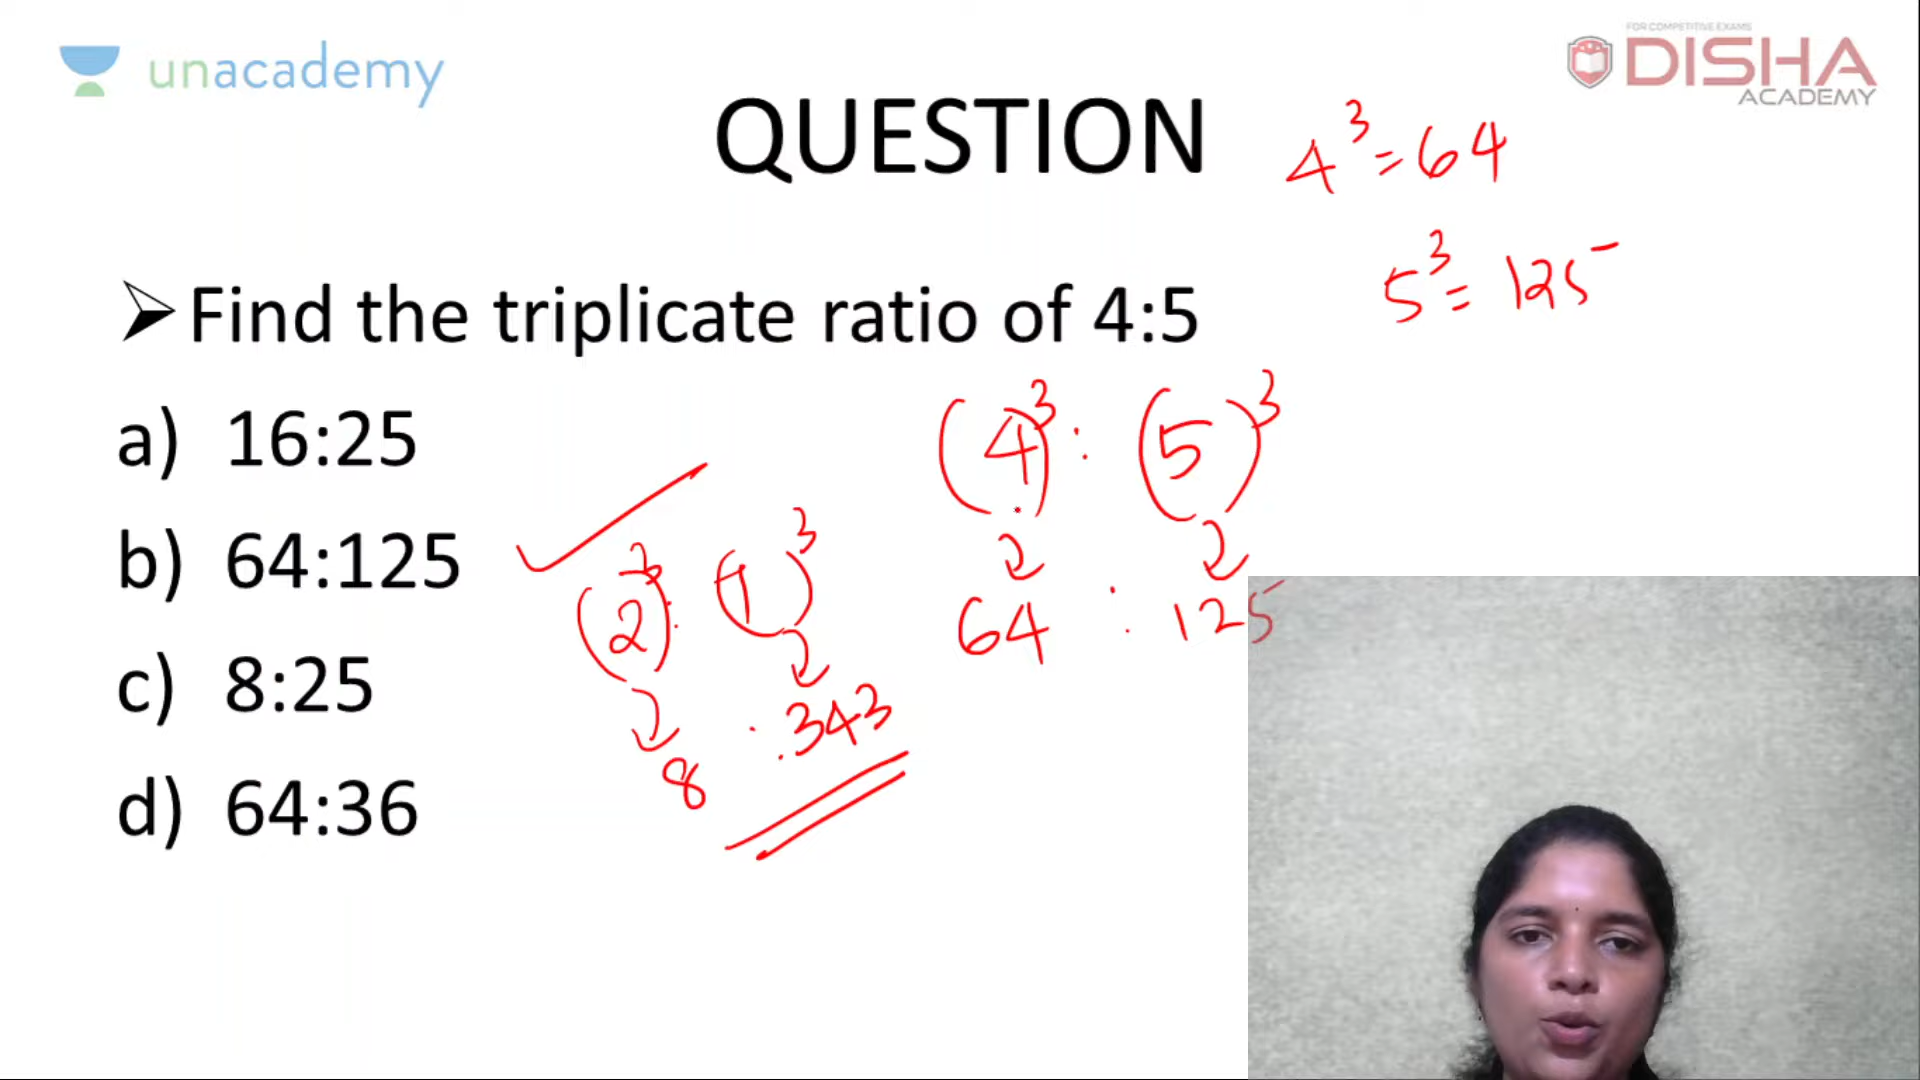 unacademy
FOR COMPETITIVE EXAMS
DISHA
ACADEMY
QUESTION
4³ = 64
5³ = 125
➢ Find the triplicate ratio of 4:5
a) 16:25
(4)³ : (5)³
b) 64:125
(2)³ : (7)³
64 : 125
c) 8:25
8 : 343
d) 64:36